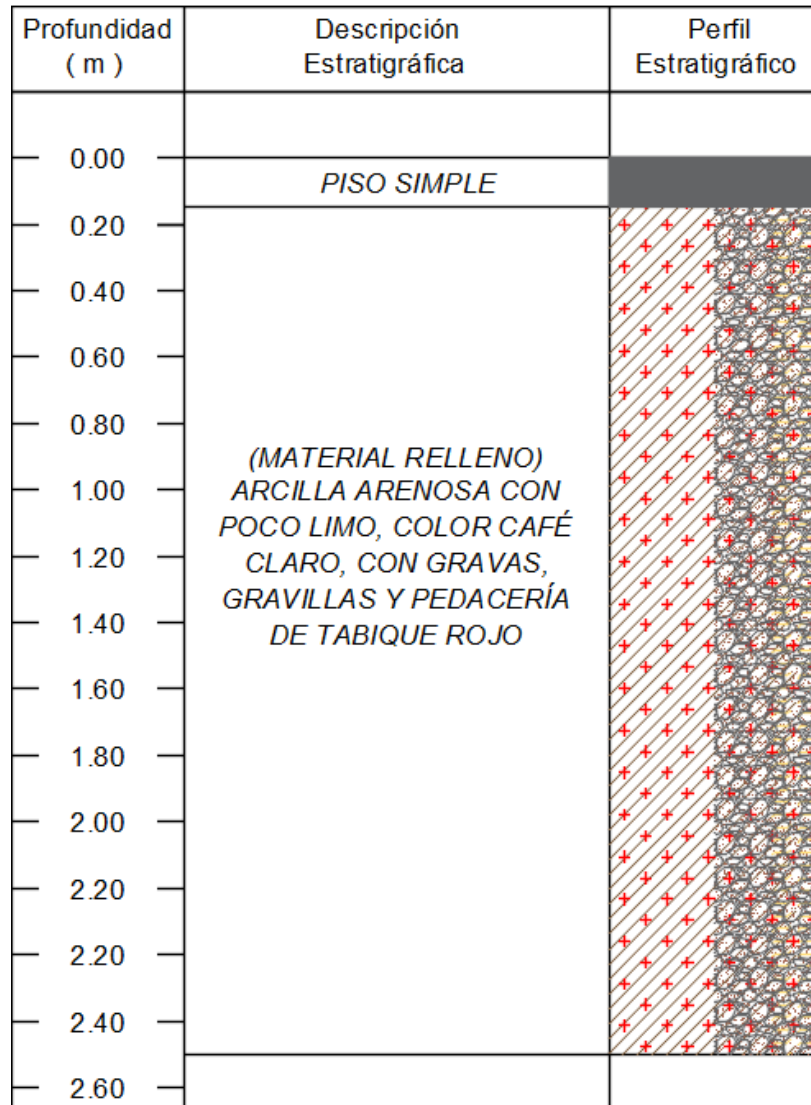 Profundidad
( m )
Descripción
Estratigráfica
Perfil
Estratigráfico
0.00
PISO SIMPLE
0.20
0.40
0.60
0.80
(MATERIAL RELLENO)
1.00
ARCILLA ARENOSA CON
POCO LIMO, COLOR CAFÉ
1.20
CLARO, CON GRAVAS,
GRAVILLAS Y PEDACERÍA
1.40
DE TABIQUE ROJO
1.60
1.80
2.00
2.20
2.20
2.40
2.60